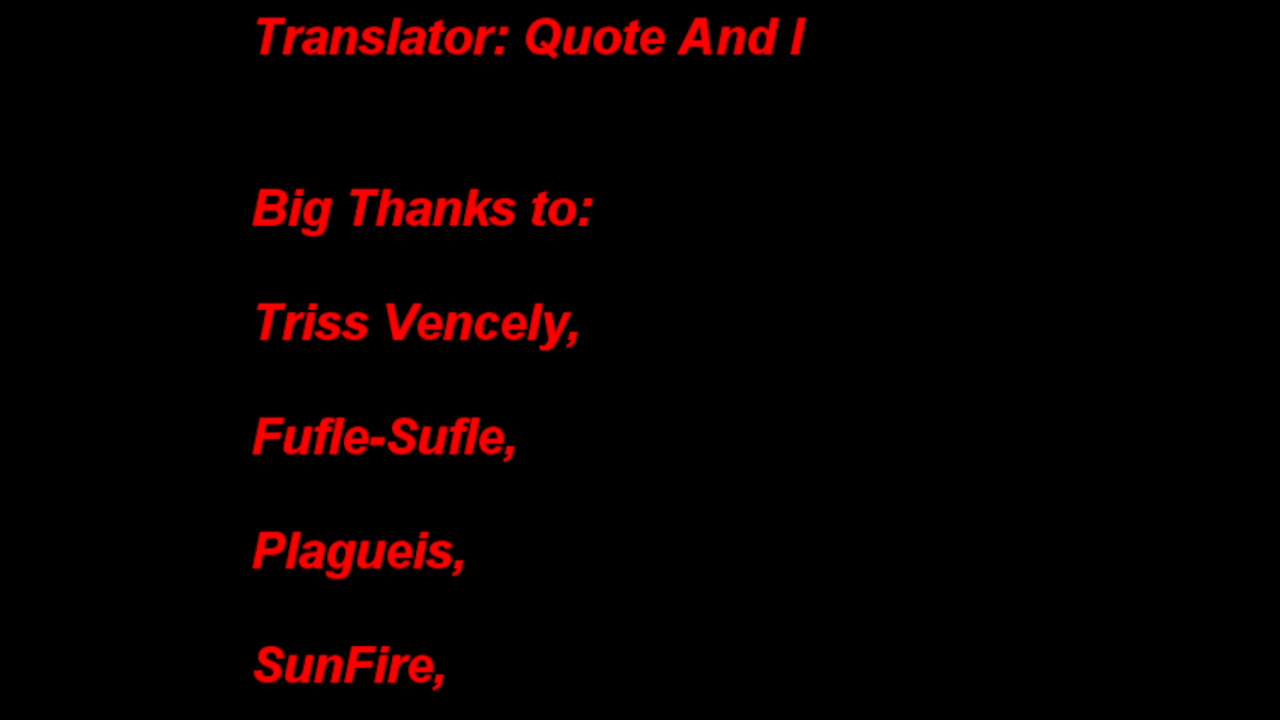 Translator: Quote And I
Big Thanks to:
Triss Vencely,
Fufle-Sufle,
Plagueis,
SunFire,